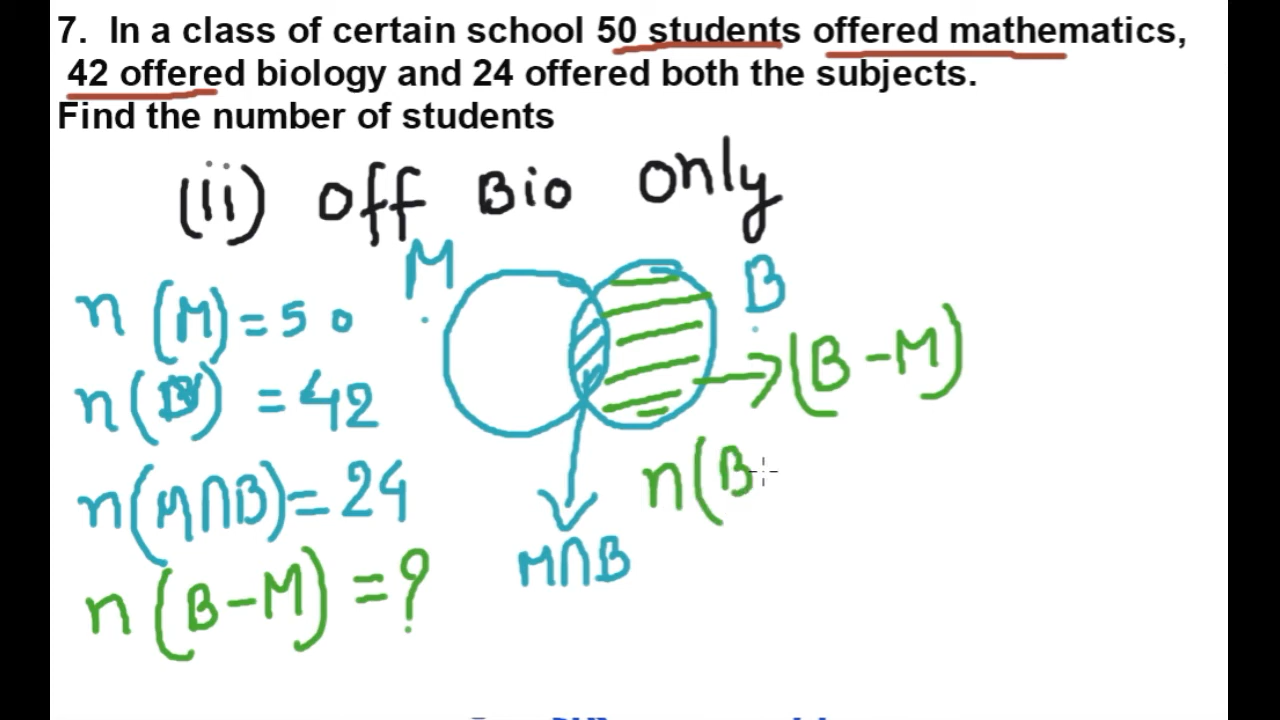 7. In a class of certain school 50 students offered mathematics,
42 offered biology and 24 offered both the subjects.
Find the number of students
(ii) off Bio only
M
B
n (M) = 50
n(B) = 42
n(M∩B) = 24
n (B-M) = ?
(B-M)
n(B
M∩B